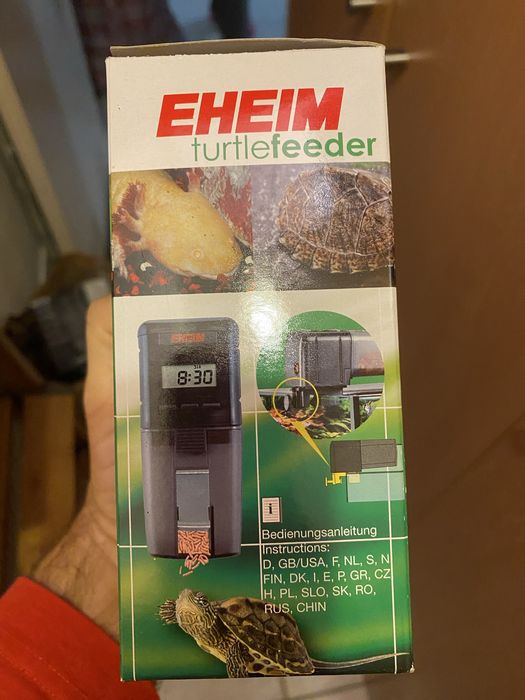 EHEIM
turtlefeeder
EHEIM
8:30
i
Bedienungsanleitung
Instructions:
D, GB/USA, F, NL, S, N
FIN, DK, I, E, P, GR, CZ
H, PL, SLO, SK, RO,
RUS, CHIN